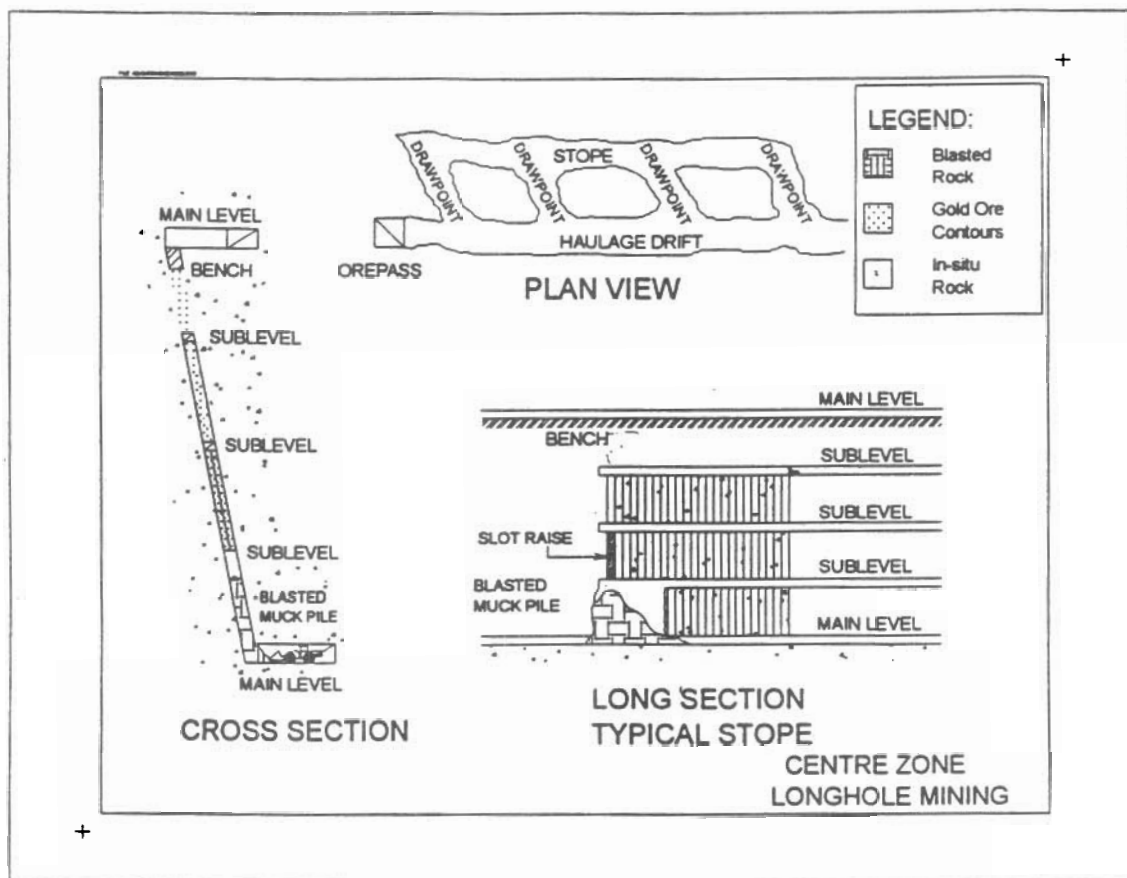 MAIN LEVEL
BENCH
SUBLEVEL
SUBLEVEL
SUBLEVEL
BLASTED
MUCK PILE
MAIN LEVEL
CROSS SECTION
DRAWPOINT
STOPE
DRAWPOINT
DRAWPOINT
DRAWPOINT
HAULAGE DRIFT
OREPASS
PLAN VIEW
LEGEND:
Blasted
Rock
Gold Ore
Contours
In-situ
Rock
MAIN LEVEL
BENCH
SUBLEVEL
SUBLEVEL
SLOT RAISE
SUBLEVEL
BLASTED
MUCK PILE
MAIN LEVEL
LONG SECTION
TYPICAL STOPE
CENTRE ZONE
LONGHOLE MINING